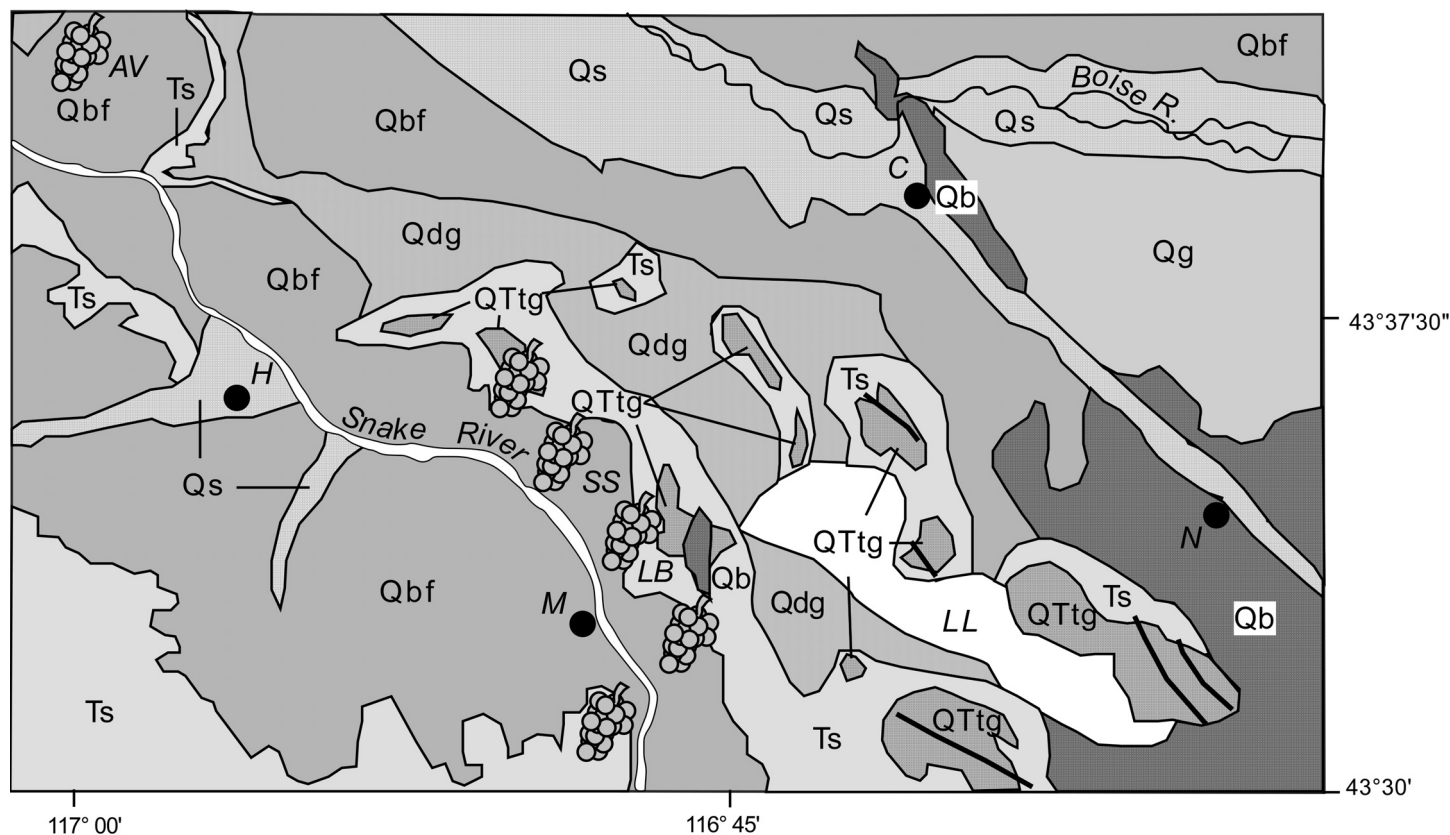 Qbf
AV
Qs
Boise R.
Ts
Qbf
Qbf
Qs
Qs
C
Qb
Qdg
Qg
Ts
Qbf
Ts
QTtg
43°37'30"
Qdg
H
Ts
QTtg
Snake River
Qs
SS
N
QTtg
LB
Qb
Qbf
M
Qdg
LL
QTtg
Ts
Qb
Ts
Ts
QTtg
43°30'
117° 00'
116° 45'